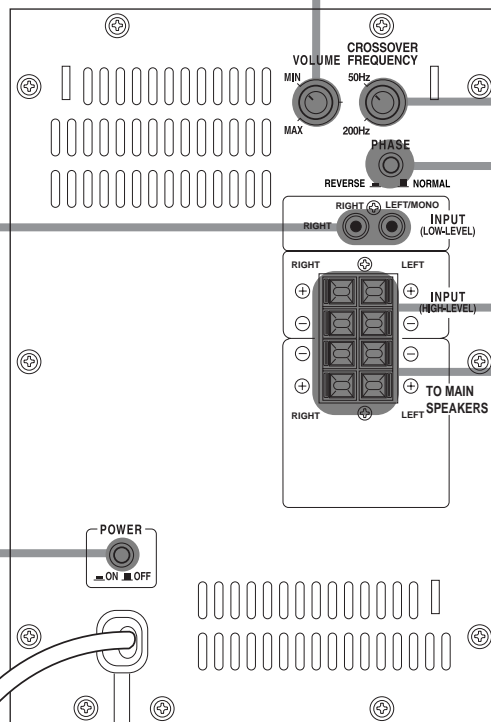 CROSSOVER
VOLUME FREQUENCY
MIN 50Hz
MAX 200Hz
PHASE
REVERSE NORMAL
RIGHT LEFT/MONO
RIGHT INPUT
(LOW-LEVEL)
RIGHT LEFT
+ +
INPUT
(HIGH-LEVEL)
− −
− −
+ +
TO MAIN
SPEAKERS
RIGHT LEFT
POWER
ON OFF